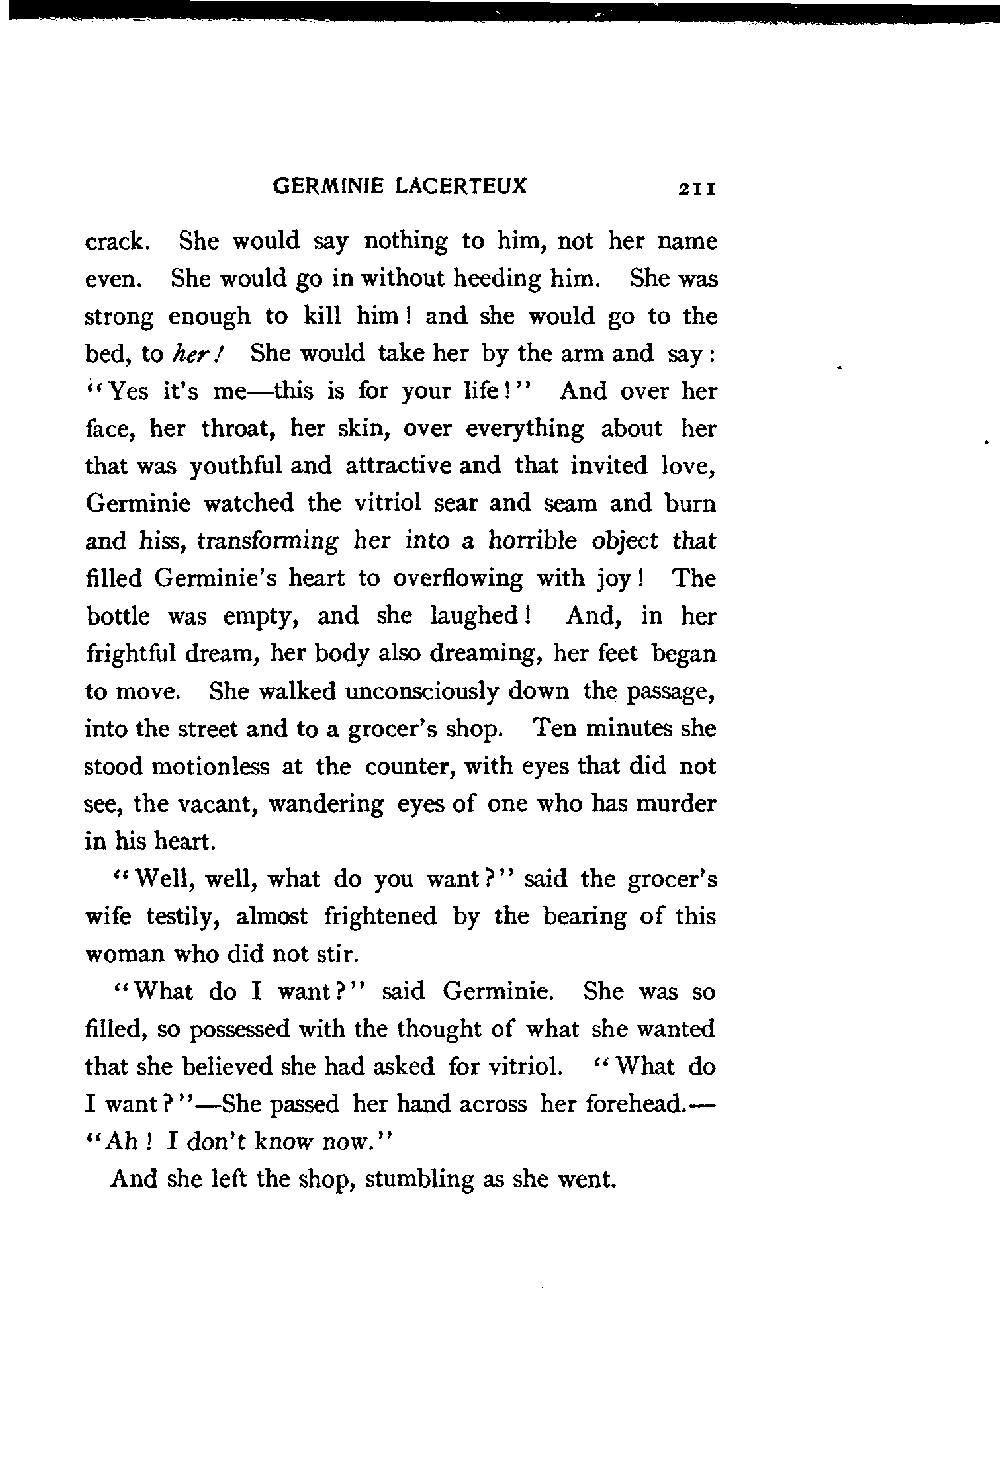 GERMINIE LACERTEUX 211
crack. She would say nothing to him, not her name
even. She would go in without heeding him. She was
strong enough to kill him! and she would go to the
bed, to her! She would take her by the arm and say:
“Yes it's me—this is for your life!” And over her
face, her throat, her skin, over everything about her
that was youthful and attractive and that invited love,
Germinie watched the vitriol sear and seam and burn
and hiss, transforming her into a horrible object that
filled Germinie's heart to overflowing with joy! The
bottle was empty, and she laughed! And, in her
frightful dream, her body also dreaming, her feet began
to move. She walked unconsciously down the passage,
into the street and to a grocer's shop. Ten minutes she
stood motionless at the counter, with eyes that did not
see, the vacant, wandering eyes of one who has murder
in his heart.
“Well, well, what do you want?” said the grocer's
wife testily, almost frightened by the bearing of this
woman who did not stir.
“What do I want?” said Germinie. She was so
filled, so possessed with the thought of what she wanted
that she believed she had asked for vitriol. “What do
I want?”—She passed her hand across her forehead.—
“Ah! I don't know now.”
And she left the shop, stumbling as she went.